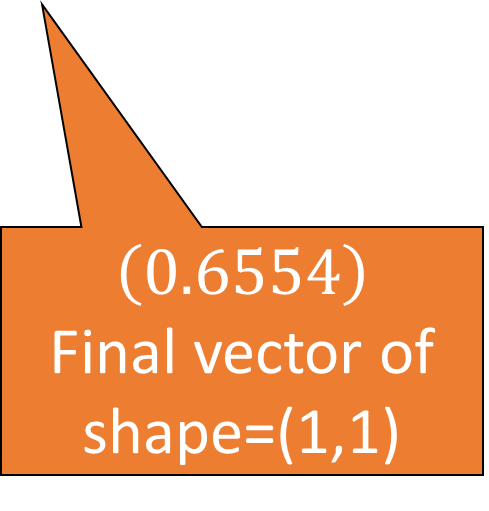 (0.6554)
Final vector of
shape=(1,1)